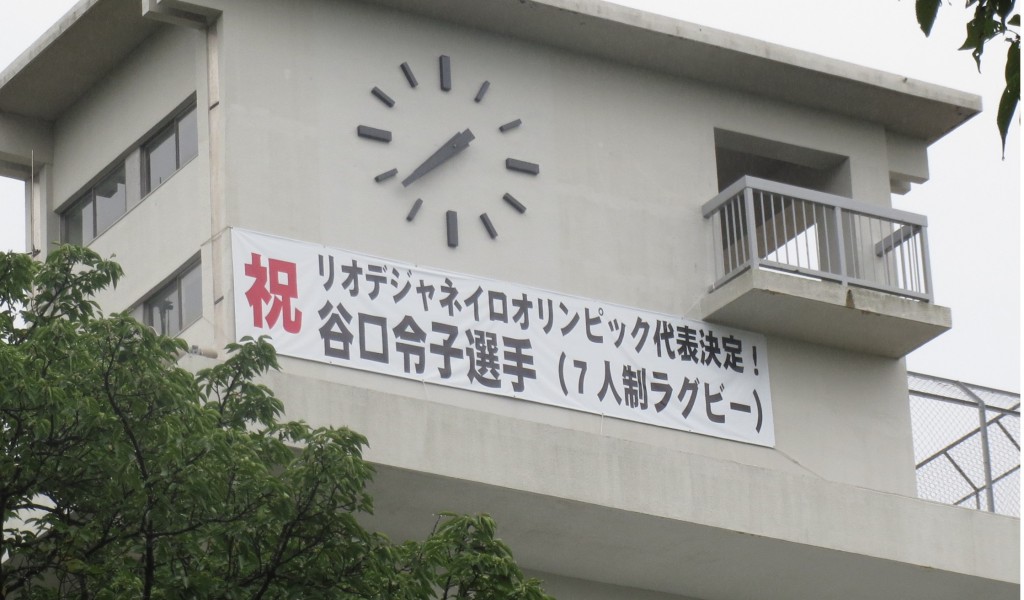 祝
リオデジャネイロオリンピック代表決定！
谷口令子選手（７人制ラグビー）